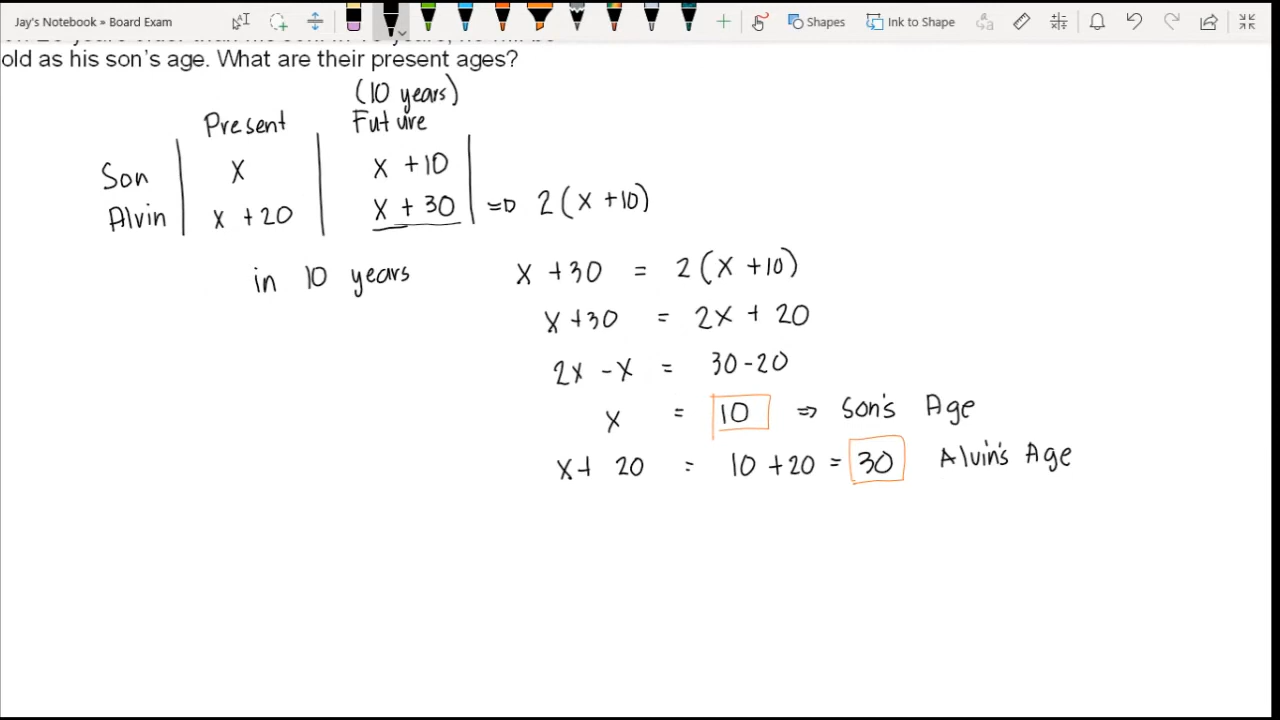 Jay's Notebook » Board Exam
Shapes
Ink to Shape
old as his son's age. What are their present ages?
(10 years)
Present Future
Son x x +10
Alvin x +20 x + 30 => 2(x +10)
in 10 years
x +30 = 2(x +10)
x +30 = 2x + 20
2x - x = 30-20
x = 10 => Son's Age
x+ 20 = 10 +20 = 30 Alvin's Age